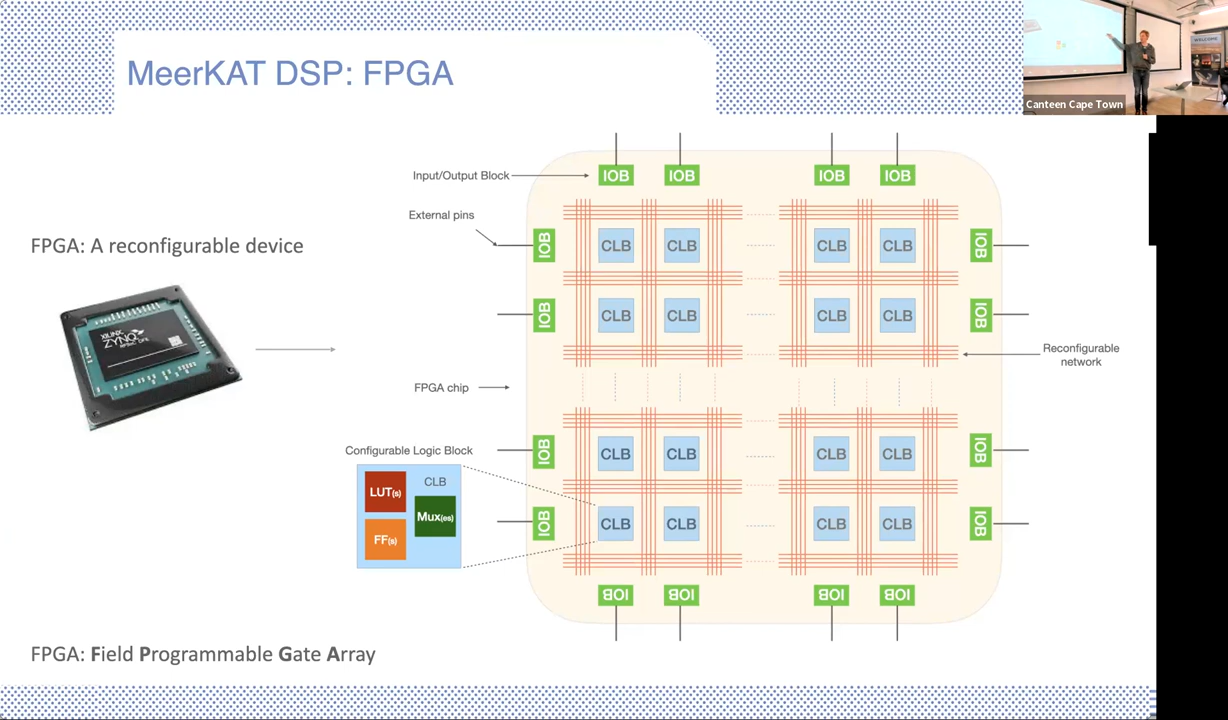 MeerKAT DSP: FPGA
WELCOME
Canteen Cape Town
Input/Output Block
IOB IOB IOB IOB
External pins
FPGA: A reconfigurable device
IOB CLB CLB CLB CLB IOB
IOB CLB CLB CLB CLB IOB
XILINX
ZYNQ
Reconfigurable
network
FPGA chip
Configurable Logic Block
IOB CLB CLB CLB CLB IOB
CLB
LUT(s)
Mux(es)
FF(s)
IOB CLB CLB CLB CLB IOB
IOB IOB IOB IOB
FPGA: Field Programmable Gate Array